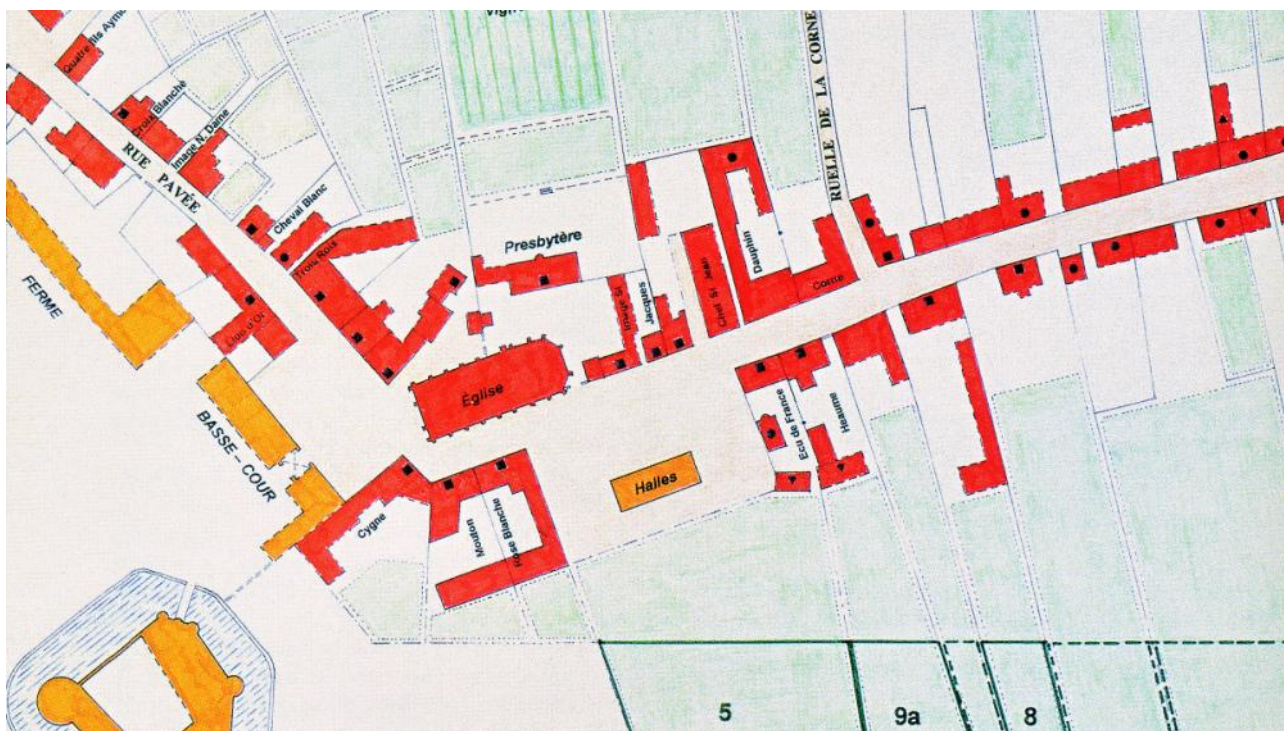 Quatre fils Aymon
Croix Blanche
Image N. Dame
RUE PAVÉE
Cheval Blanc
Trois Rois
Lion d'Or
FERME
BASSE – COUR
Presbytère
Église
Image St
Jacques
Chef St Jean
Dauphin
Corne
RUELLE DE LA CORNE
Ecu de France
Heaume
Halles
Cygne
Mouton
Rose Blanche
5
9a
8